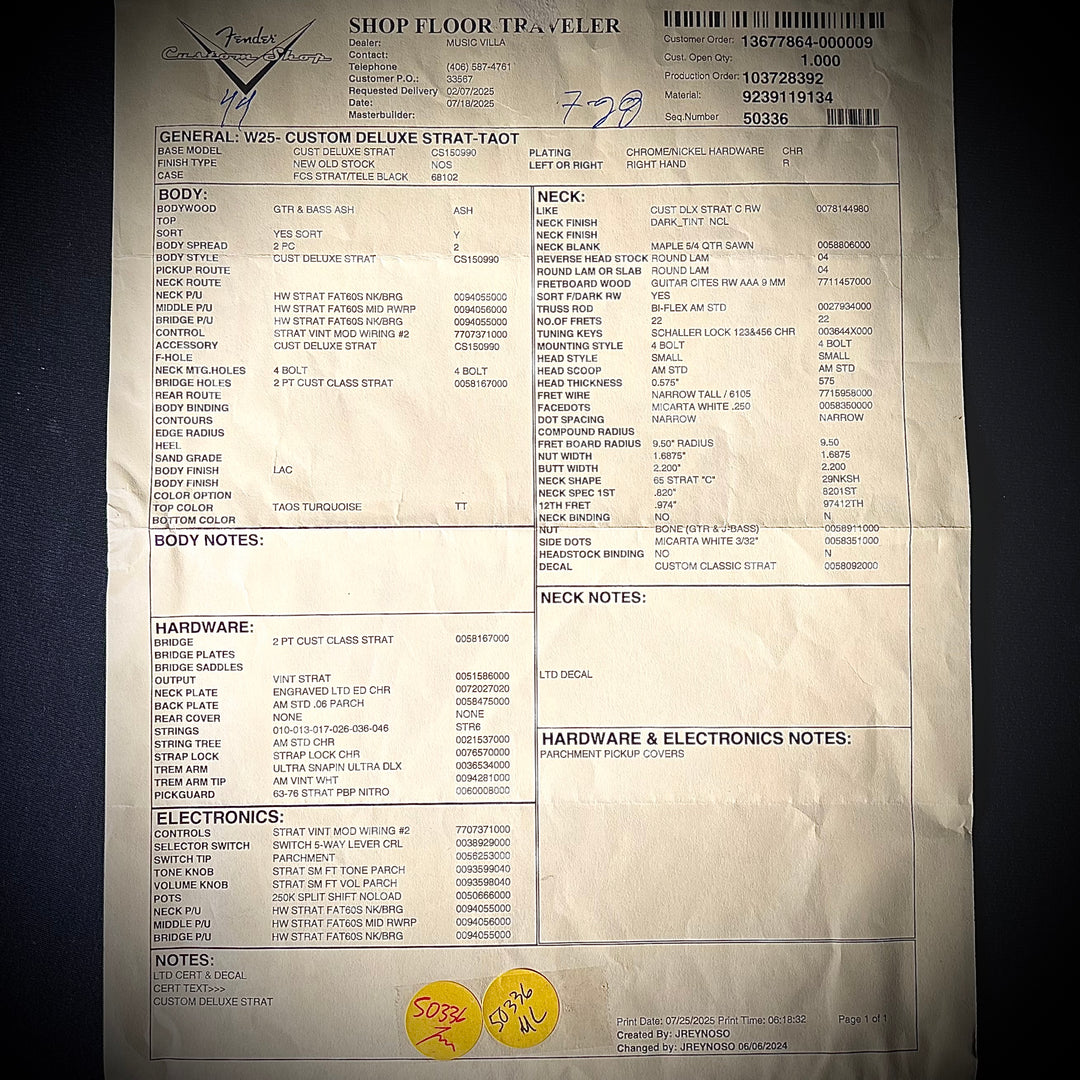 Fender
Custom Shop
SHOP FLOOR TRAVELER
Dealer: MUSIC VILLA
Contact:
Telephone (406) 587-4761
Customer P.O.: 33567
Requested Delivery 02/07/2025
Date: 07/18/2025
Masterbuilder:
Customer Order: 13677864-000009
Cust. Open Qty: 1.000
Production Order: 103728392
Material: 9239119134
Seq.Number 50336
44
GENERAL: W25- CUSTOM DELUXE STRAT-TAOT
BASE MODEL CUST DELUXE STRAT CS150990 PLATING CHROME/NICKEL HARDWARE CHR
FINISH TYPE NEW OLD STOCK NOS LEFT OR RIGHT RIGHT HAND R
CASE FCS STRAT/TELE BLACK 68102
BODY:
BODYWOOD GTR & BASS ASH ASH
TOP
SORT YES SORT Y
BODY SPREAD 2 PC 2
BODY STYLE CUST DELUXE STRAT CS150990
PICKUP ROUTE
NECK ROUTE
NECK P/U HW STRAT FAT60S NK/BRG 0094055000
MIDDLE P/U HW STRAT FAT60S MID RWRP 0094056000
BRIDGE P/U HW STRAT FAT60S NK/BRG 0094055000
CONTROL STRAT VINT MOD WIRING #2 7707371000
ACCESSORY CUST DELUXE STRAT CS150990
F-HOLE
NECK MTG.HOLES 4 BOLT 4 BOLT
BRIDGE HOLES 2 PT CUST CLASS STRAT 0058167000
REAR ROUTE
BODY BINDING
CONTOURS
EDGE RADIUS
HEEL
SAND GRADE
BODY FINISH LAC
BODY FINISH
COLOR OPTION
TOP COLOR TAOS TURQUOISE TT
BOTTOM COLOR
BODY NOTES:
HARDWARE:
BRIDGE 2 PT CUST CLASS STRAT 0058167000
BRIDGE PLATES
BRIDGE SADDLES
OUTPUT VINT STRAT 0051586000
NECK PLATE ENGRAVED LTD ED CHR 0072027020
BACK PLATE AM STD .06 PARCH 0058475000
REAR COVER NONE NONE
STRINGS 010-013-017-026-036-046 STR6
STRING TREE AM STD CHR 0021537000
STRAP LOCK STRAP LOCK CHR 0076570000
TREM ARM ULTRA SNAPIN ULTRA DLX 0036534000
TREM ARM TIP AM VINT WHT 0094281000
PICKGUARD 63-76 STRAT PBP NITRO 0060008000
ELECTRONICS:
CONTROLS STRAT VINT MOD WIRING #2 7707371000
SELECTOR SWITCH SWITCH 5-WAY LEVER CRL 0038929000
SWITCH TIP PARCHMENT 0056253000
TONE KNOB STRAT SM FT TONE PARCH 0093599040
VOLUME KNOB STRAT SM FT VOL PARCH 0093598040
POTS 250K SPLIT SHIFT NOLOAD 0050666000
NECK P/U HW STRAT FAT60S NK/BRG 0094055000
MIDDLE P/U HW STRAT FAT60S MID RWRP 0094056000
BRIDGE P/U HW STRAT FAT60S NK/BRG 0094055000
NECK:
LIKE CUST DLX STRAT C RW 0078144980
NECK FINISH DARK_TINT NCL
NECK FINISH
NECK BLANK MAPLE 5/4 QTR SAWN 0058806000
REVERSE HEAD STOCK ROUND LAM 04
ROUND LAM OR SLAB ROUND LAM 04
FRETBOARD WOOD GUITAR CITES RW AAA 9 MM 7711457000
SORT F/DARK RW YES
TRUSS ROD BI-FLEX AM STD 0027934000
NO.OF FRETS 22 22
TUNING KEYS SCHALLER LOCK 123&456 CHR 003644X000
MOUNTING STYLE 4 BOLT 4 BOLT
HEAD STYLE SMALL SMALL
HEAD SCOOP AM STD AM STD
HEAD THICKNESS 0.575" 575
FRET WIRE NARROW TALL / 6105 7715958000
FACEDOTS MICARTA WHITE .250 0058350000
DOT SPACING NARROW NARROW
COMPOUND RADIUS
FRET BOARD RADIUS 9.50" RADIUS 9.50
NUT WIDTH 1.6875" 1.6875
BUTT WIDTH 2.200" 2.200
NECK SHAPE 65 STRAT "C" 29NKSH
NECK SPEC 1ST .820" 8201ST
12TH FRET .974" 97412TH
NECK BINDING NO N
NUT BONE (GTR & J-BASS) 0058911000
SIDE DOTS MICARTA WHITE 3/32" 0058351000
HEADSTOCK BINDING NO N
DECAL CUSTOM CLASSIC STRAT 0058092000
NECK NOTES:
LTD DECAL
HARDWARE & ELECTRONICS NOTES:
PARCHMENT PICKUP COVERS
NOTES:
LTD CERT & DECAL
CERT TEXT>>>
CUSTOM DELUXE STRAT
50336
50336
ML
Print Date: 07/25/2025 Print Time: 06:18:32 Page 1 of 1
Created By: JREYNOSO
Changed by: JREYNOSO 06/06/2024